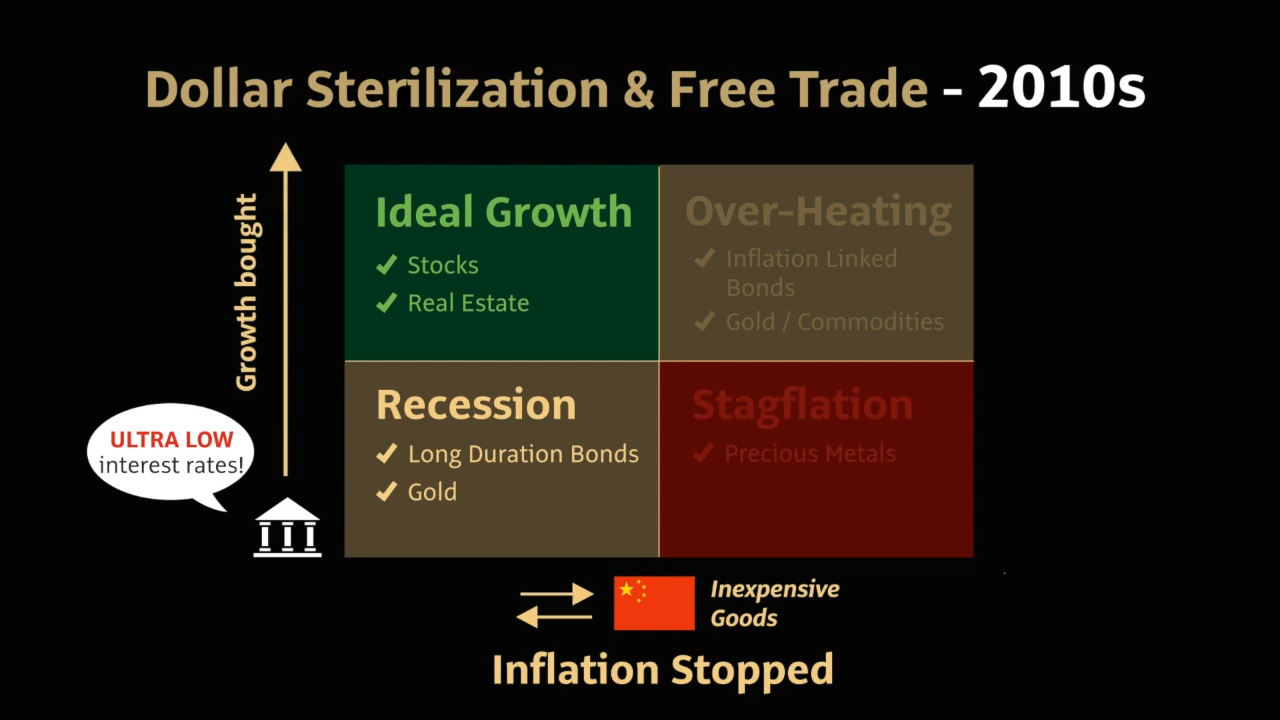 Dollar Sterilization & Free Trade - 2010s
Growth bought
Ideal Growth
Stocks
Real Estate
Over-Heating
Inflation Linked
Bonds
Gold / Commodities
Recession
Long Duration Bonds
Gold
Stagflation
Precious Metals
ULTRA LOW
interest rates!
Inexpensive
Goods
Inflation Stopped